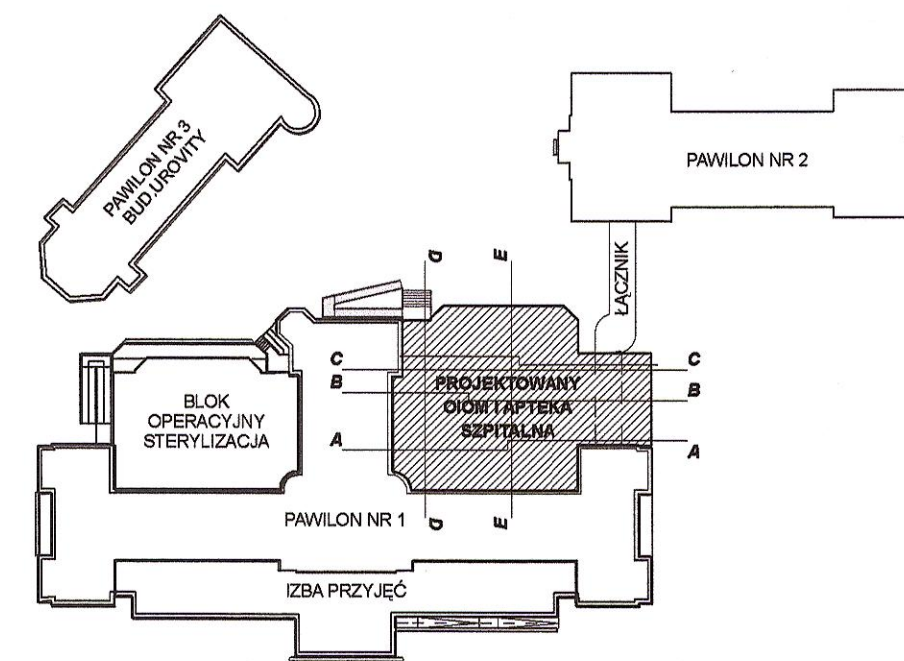 PAWILON NR 3
BUD,UROVITY
PAWILON NR 2
ŁĄCZNIK
D
E
C
C
B
B
A
A
PROJEKTOWANY
OIOM I APTEKA
SZPITALNA
BLOK
OPERACYJNY
STERYLIZACJA
D
E
PAWILON NR 1
IZBA PRZYJĘĆ